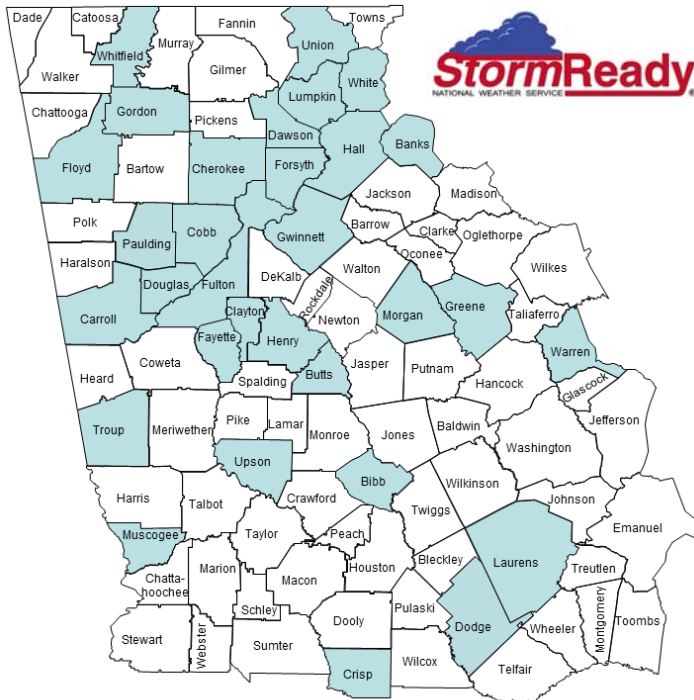 Dade
Catoosa
Fannin
Towns
Whitfield
Murray
Union
Walker
Gilmer
White
Lumpkin
Chattooga
Gordon
Pickens
Dawson
Hall
Banks
Floyd
Bartow
Cherokee
Forsyth
Jackson
Madison
Polk
Paulding
Cobb
Gwinnett
Barrow
Clarke
Oglethorpe
Oconee
Haralson
Douglas
Fulton
DeKalb
Walton
Wilkes
Rockdale
Carroll
Clayton
Newton
Morgan
Greene
Taliaferro
Fayette
Henry
Warren
Heard
Coweta
Spalding
Butts
Jasper
Putnam
Hancock
Glascock
Troup
Meriwether
Pike
Lamar
Monroe
Jones
Baldwin
Jefferson
Washington
Upson
Bibb
Wilkinson
Harris
Talbot
Crawford
Twiggs
Johnson
Emanuel
Muscogee
Taylor
Peach
Chatta-
hoochee
Marion
Macon
Houston
Bleckley
Laurens
Treutlen
Schley
Pulaski
Stewart
Webster
Sumter
Dooly
Dodge
Wheeler
Montgomery
Toombs
Crisp
Wilcox
Telfair
StormReady
NATIONAL WEATHER SERVICE
®